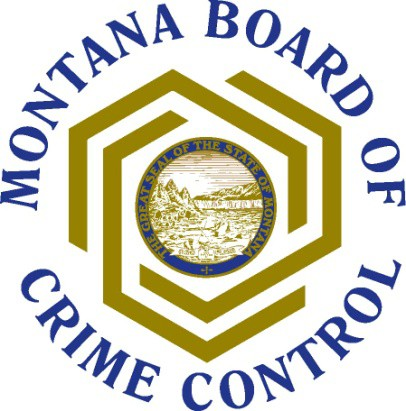 MONTANA BOARD OF
CRIME CONTROL
THE GREAT SEAL OF THE STATE OF MONTANA